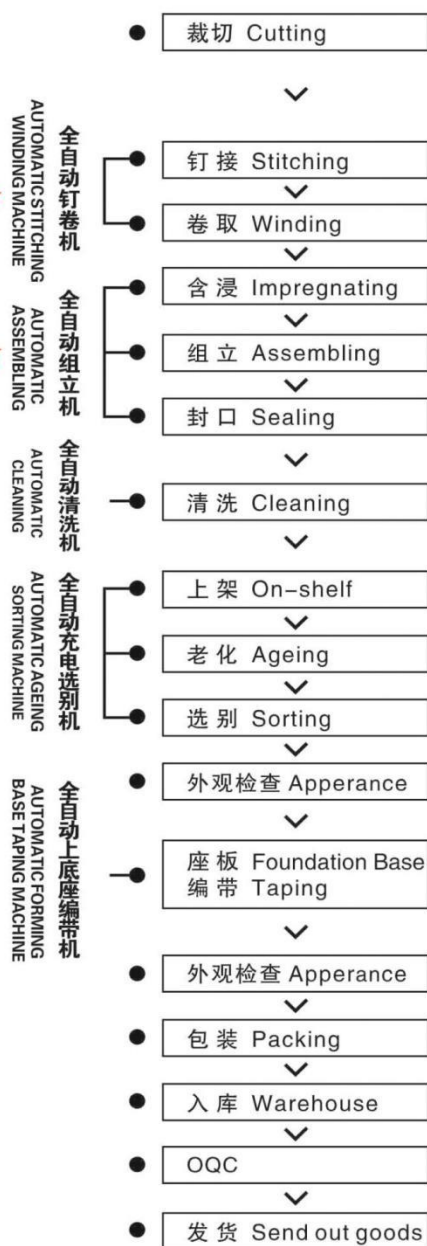 裁切 Cutting
全自动钉卷机
AUTOMATIC STITCHING
WINDING MACHINE
钉接 Stitching
卷取 Winding
全自动组立机
AUTOMATIC
ASSEMBLING
含浸 Impregnating
组立 Assembling
封口 Sealing
全自动清洗机
AUTOMATIC
CLEANING
清洗 Cleaning
全自动充电选别机
AUTOMATIC AGEING
SORTING MACHINE
上架 On-shelf
老化 Ageing
选别 Sorting
外观检查 Apperance
全自动上底座编带机
AUTOMATIC FORMING
BASE TAPING MACHINE
座板 Foundation Base
编带 Taping
外观检查 Apperance
包装 Packing
入库 Warehouse
OQC
发货 Send out goods